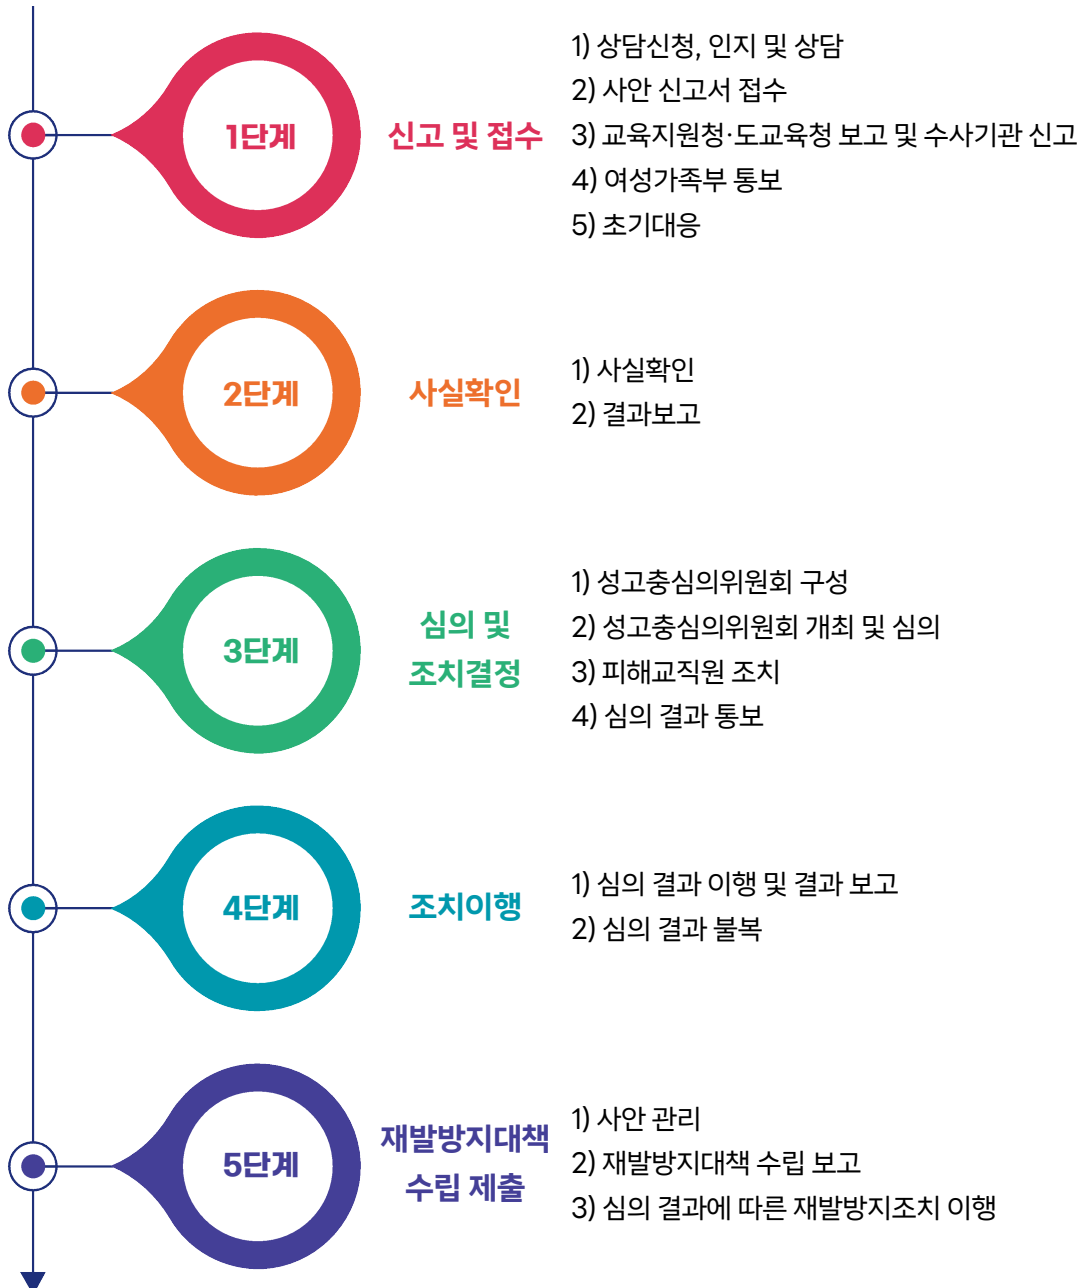 1단계
신고 및 접수
1) 상담신청, 인지 및 상담
2) 사안 신고서 접수
3) 교육지원청·도교육청 보고 및 수사기관 신고
4) 여성가족부 통보
5) 초기대응
2단계
사실확인
1) 사실확인
2) 결과보고
3단계
심의 및
조치결정
1) 성고충심의위원회 구성
2) 성고충심의위원회 개최 및 심의
3) 피해교직원 조치
4) 심의 결과 통보
4단계
조치이행
1) 심의 결과 이행 및 결과 보고
2) 심의 결과 불복
5단계
재발방지대책
수립 제출
1) 사안 관리
2) 재발방지대책 수립 보고
3) 심의 결과에 따른 재발방지조치 이행